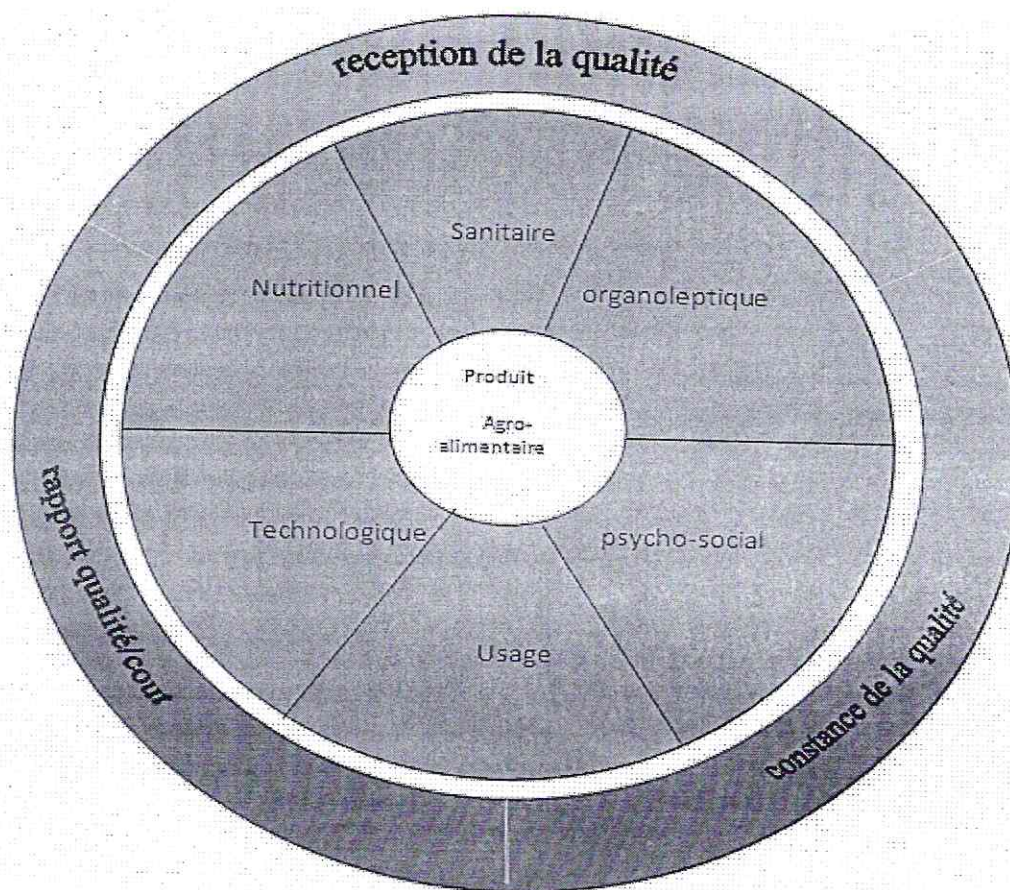 reception de la qualité
Sanitaire
Nutritionnel
organoleptique
Produit
Agro-
alimentaire
Technologique
psycho-social
Usage
rapport qualité/cout
constance de la qualité